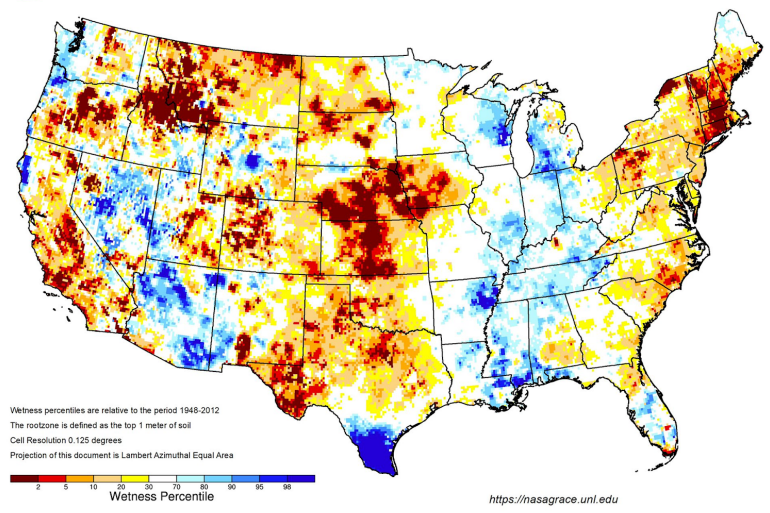 Wetness percentiles are relative to the period 1948-2012
The rootzone is defined as the top 1 meter of soil
Cell Resolution 0.125 degrees
Projection of this document is Lambert Azimuthal Equal Area
2 5 10 20 30 70 80 90 95 98
Wetness Percentile
https://nasagrace.unl.edu